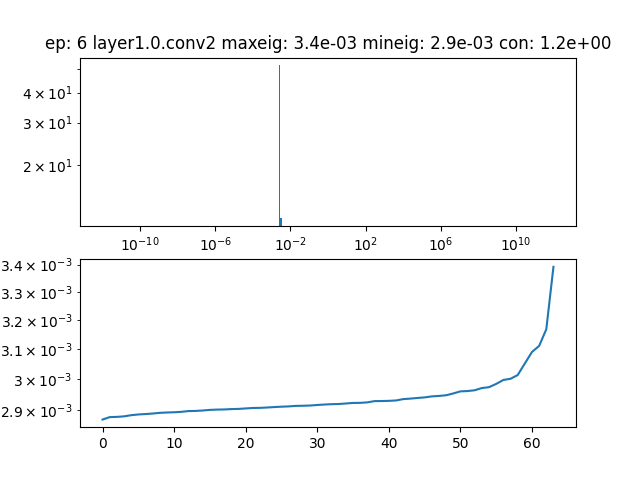 ep: 6 layer1.0.conv2 maxeig: 3.4e-03 mineig: 2.9e-03 con: 1.2e+00
4 × 10¹
3 × 10¹
2 × 10¹
10⁻¹⁰ 10⁻⁶ 10⁻² 10² 10⁶ 10¹⁰
3.4 × 10⁻³
3.3 × 10⁻³
3.2 × 10⁻³
3.1 × 10⁻³
3 × 10⁻³
2.9 × 10⁻³
0 10 20 30 40 50 60